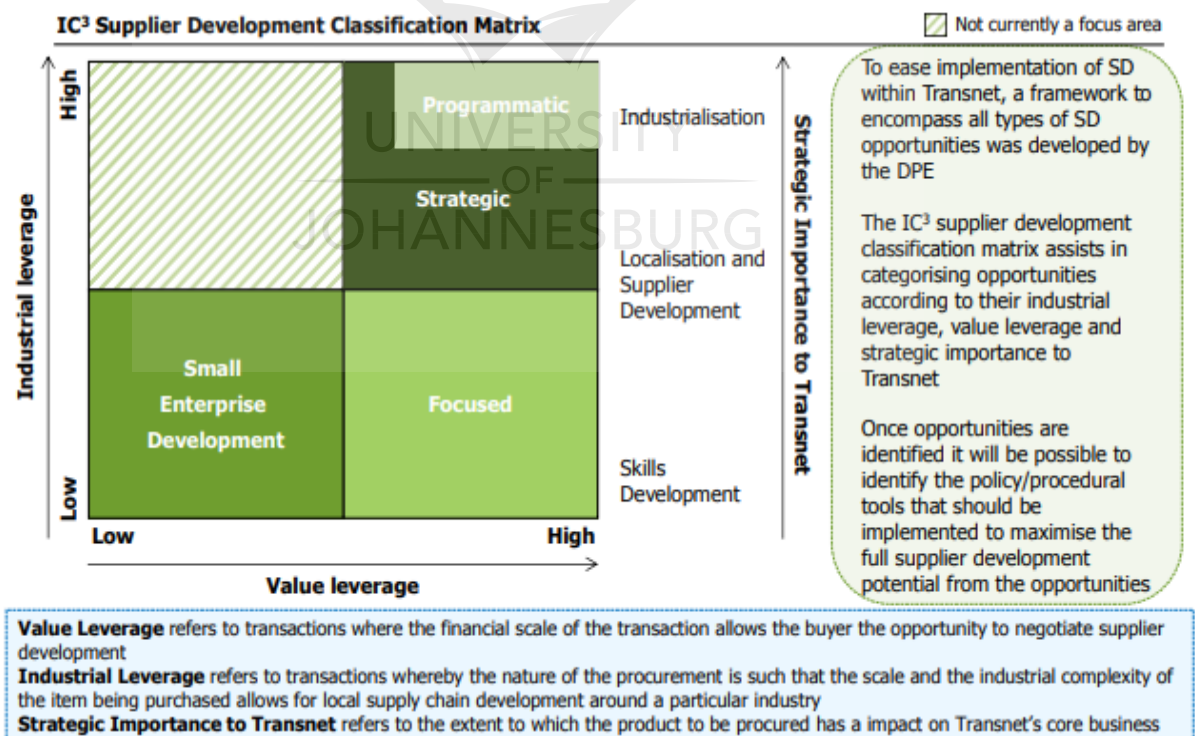 IC³ Supplier Development Classification Matrix
Not currently a focus area
High
Industrial leverage
Low
Programmatic
Strategic
Small
Enterprise
Development
Focused
Low
High
Value leverage
Industrialisation
Localisation and
Supplier
Development
Skills
Development
Strategic Importance to Transnet
UNIVERSITY
OF
JOHANNESBURG
To ease implementation of SD
within Transnet, a framework to
encompass all types of SD
opportunities was developed by
the DPE
The IC³ supplier development
classification matrix assists in
categorising opportunities
according to their industrial
leverage, value leverage and
strategic importance to
Transnet
Once opportunities are
identified it will be possible to
identify the policy/procedural
tools that should be
implemented to maximise the
full supplier development
potential from the opportunities
Value Leverage refers to transactions where the financial scale of the transaction allows the buyer the opportunity to negotiate supplier
development
Industrial Leverage refers to transactions whereby the nature of the procurement is such that the scale and the industrial complexity of
the item being purchased allows for local supply chain development around a particular industry
Strategic Importance to Transnet refers to the extent to which the product to be procured has a impact on Transnet's core business